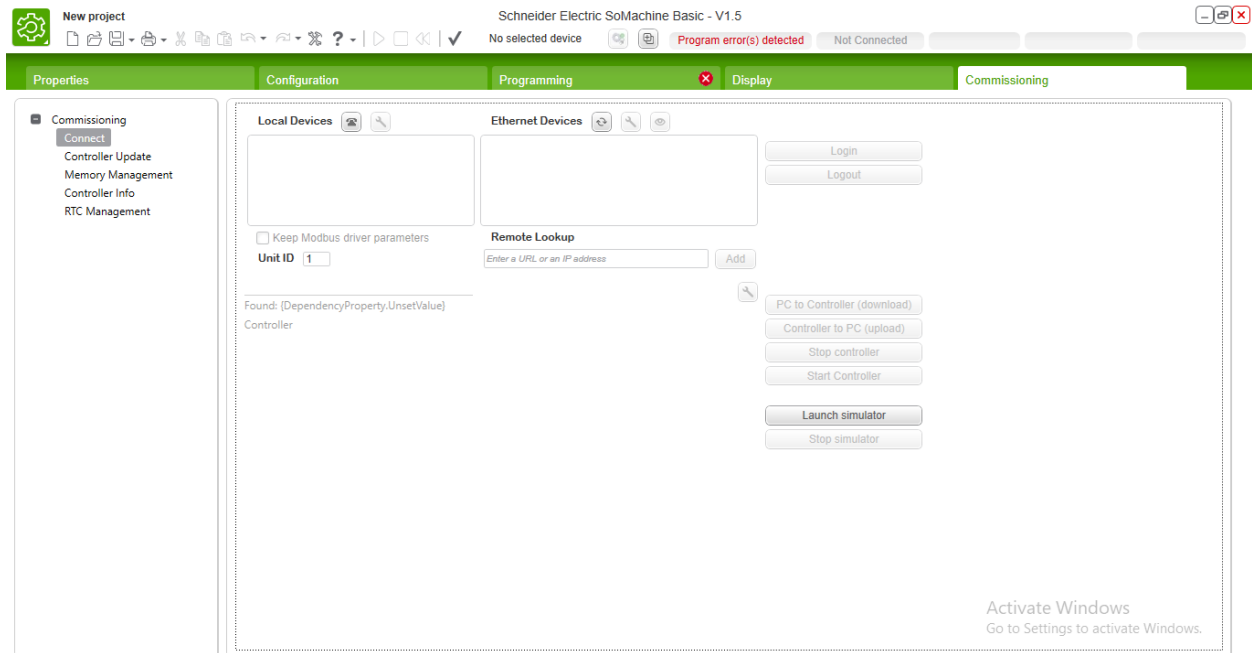 New project
Schneider Electric SoMachine Basic - V1.5
No selected device
Program error(s) detected
Not Connected
Properties
Configuration
Programming
Display
Commissioning
Commissioning
Connect
Controller Update
Memory Management
Controller Info
RTC Management
Local Devices
Ethernet Devices
Login
Logout
Keep Modbus driver parameters
Remote Lookup
Unit ID 1
Enter a URL or an IP address
Add
Found: {DependencyProperty.UnsetValue}
Controller
PC to Controller (download)
Controller to PC (upload)
Stop controller
Start Controller
Launch simulator
Stop simulator
Activate Windows
Go to Settings to activate Windows.